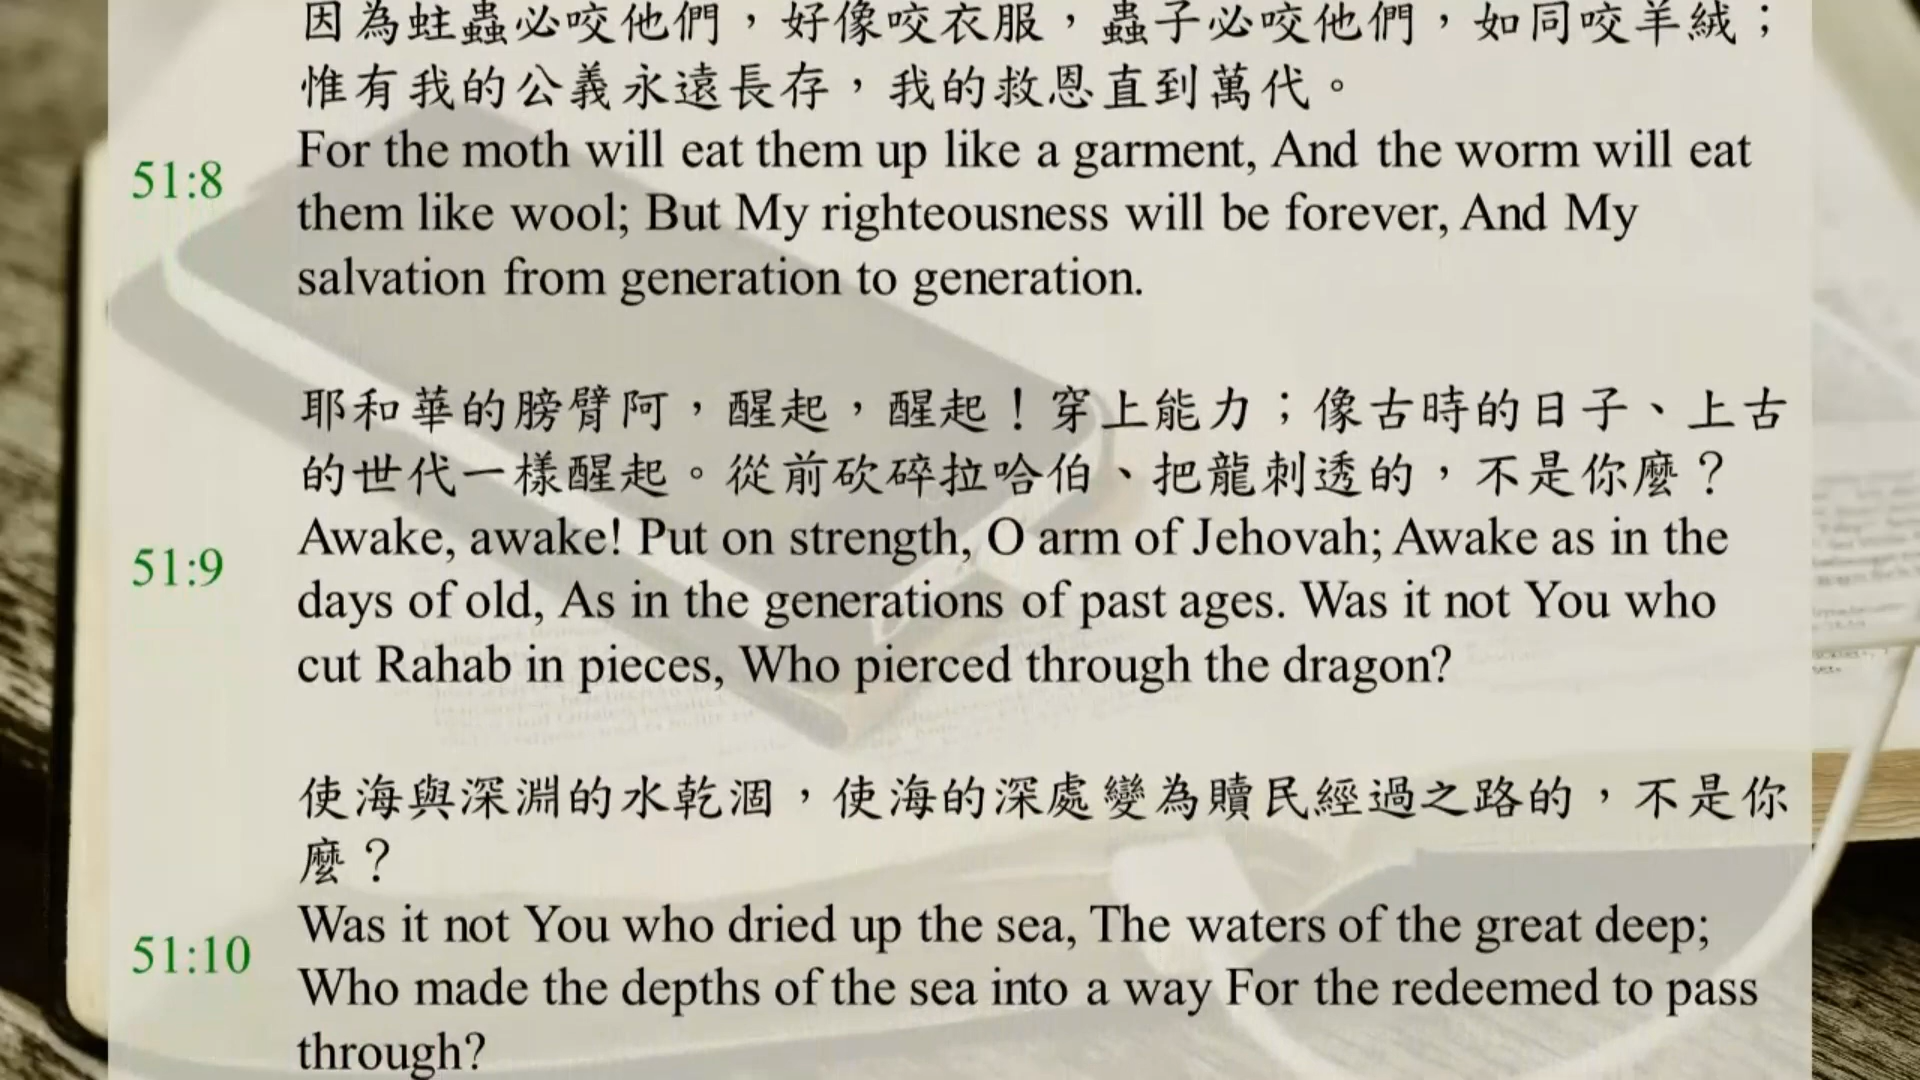 因為蛀蟲必咬他們，好像咬衣服，蟲子必咬他們，如同咬羊絨；
惟有我的公義永遠長存，我的救恩直到萬代。
51:8
For the moth will eat them up like a garment, And the worm will eat
them like wool; But My righteousness will be forever, And My
salvation from generation to generation.
耶和華的膀臂阿，醒起，醒起！穿上能力；像古時的日子、上古
的世代一樣醒起。從前砍碎拉哈伯、把龍刺透的，不是你麼？
51:9
Awake, awake! Put on strength, O arm of Jehovah; Awake as in the
days of old, As in the generations of past ages. Was it not You who
cut Rahab in pieces, Who pierced through the dragon?
使海與深淵的水乾涸，使海的深處變為贖民經過之路的，不是你
麼？
51:10
Was it not You who dried up the sea, The waters of the great deep;
Who made the depths of the sea into a way For the redeemed to pass
through?